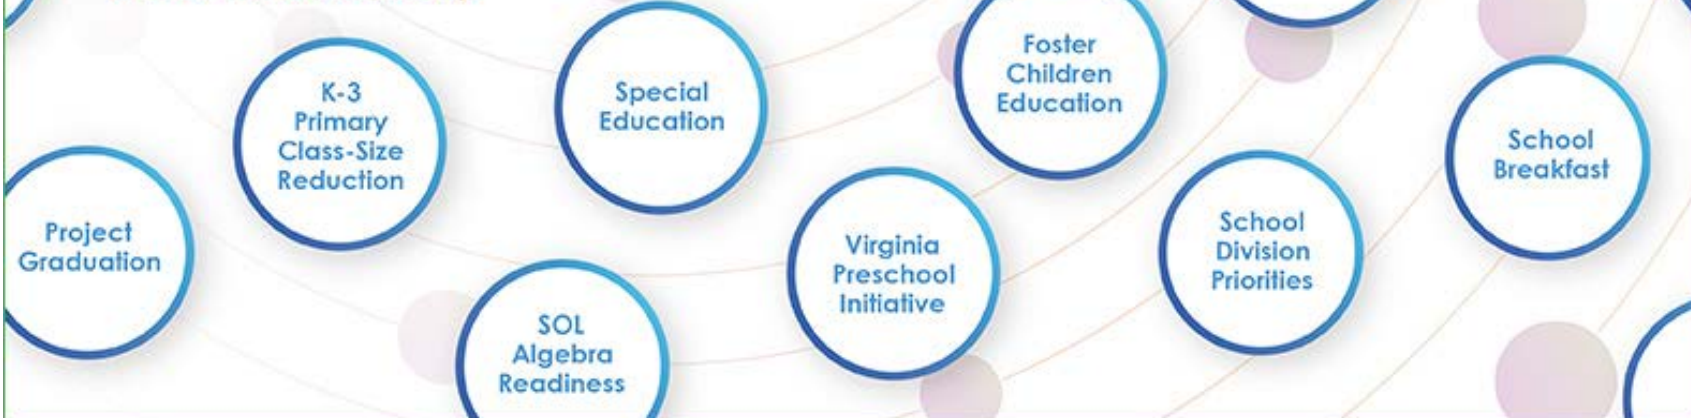 Project
Graduation
K-3
Primary
Class-Size
Reduction
SOL
Algebra
Readiness
Special
Education
Virginia
Preschool
Initiative
Foster
Children
Education
School
Division
Priorities
School
Breakfast